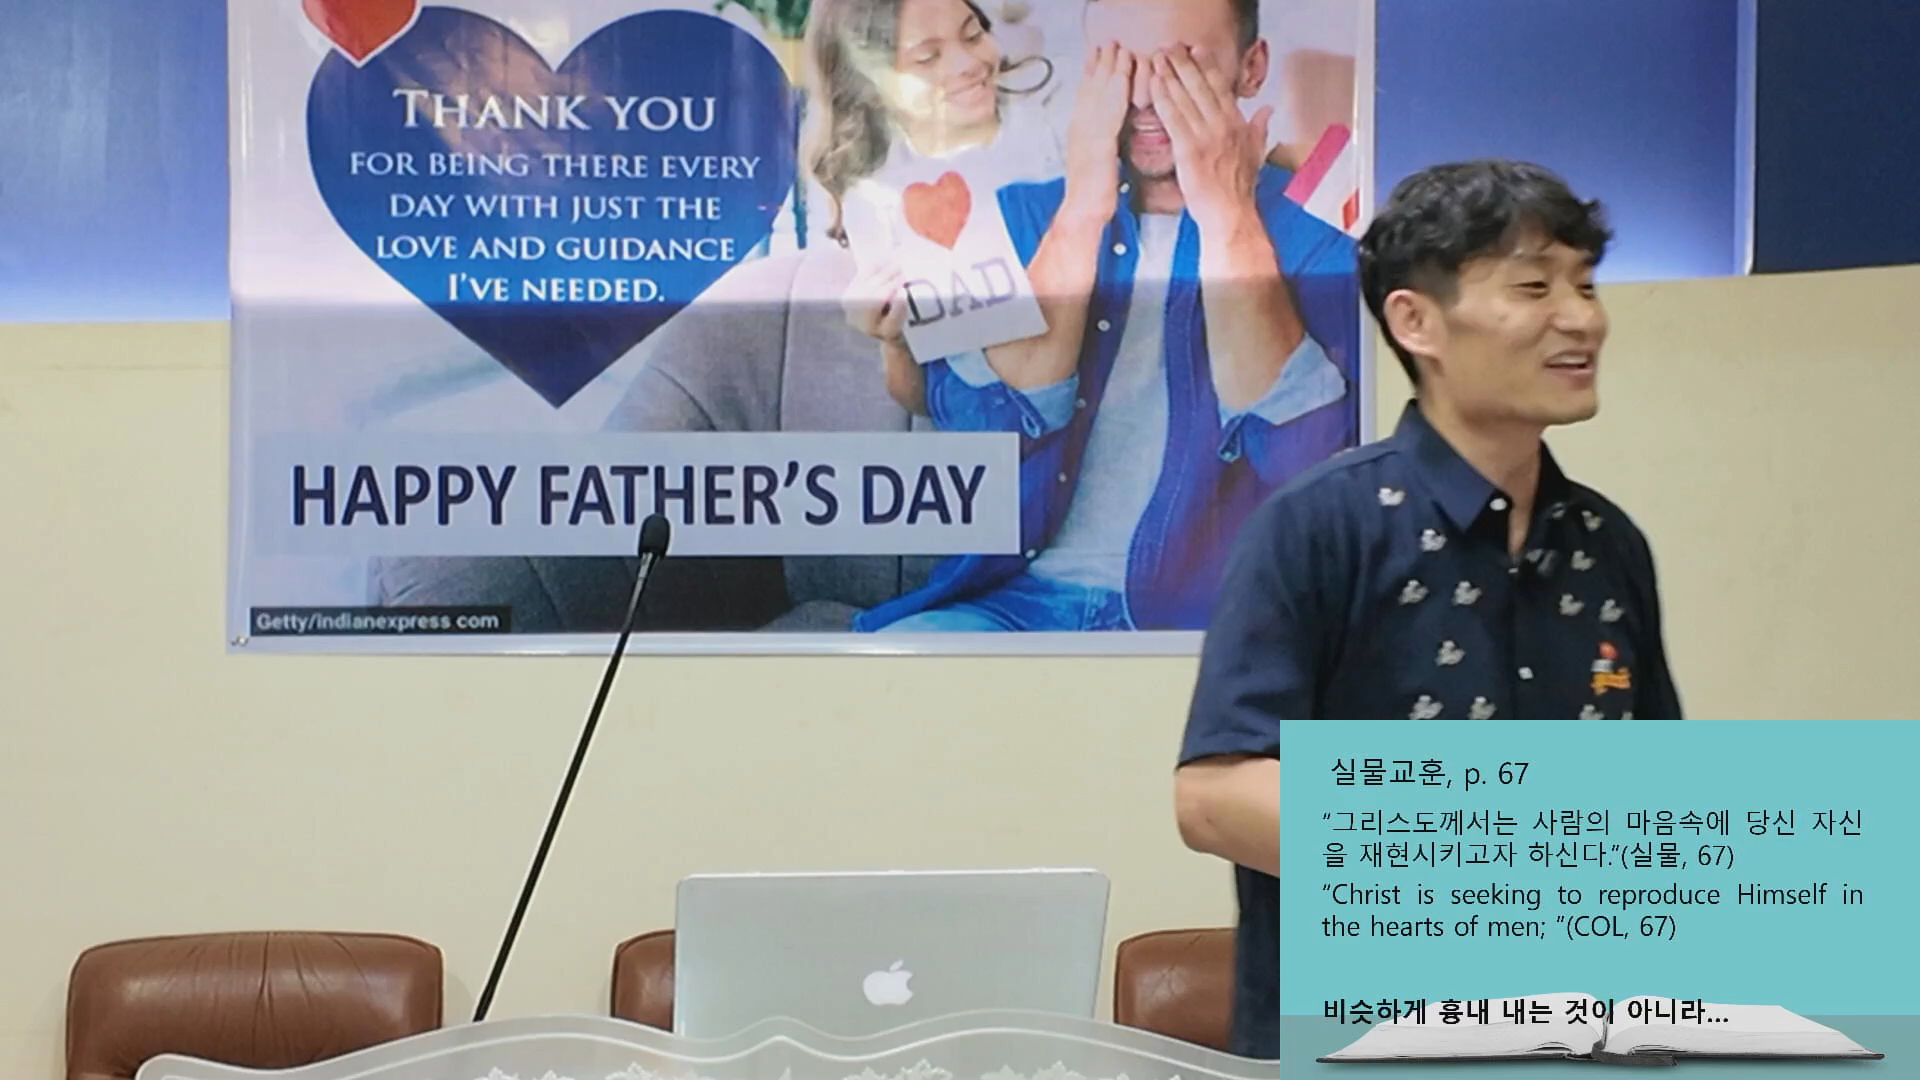 THANK YOU
FOR BEING THERE EVERY
DAY WITH JUST THE
LOVE AND GUIDANCE
I'VE NEEDED.
DAD
HAPPY FATHER'S DAY
Getty/indianexpress com
실물교훈, p. 67
"그리스도께서는 사람의 마음속에 당신 자신
을 재현시키고자 하신다."(실물, 67)
"Christ is seeking to reproduce Himself in
the hearts of men; "(COL, 67)
비슷하게 흉내 내는 것이 아니라...